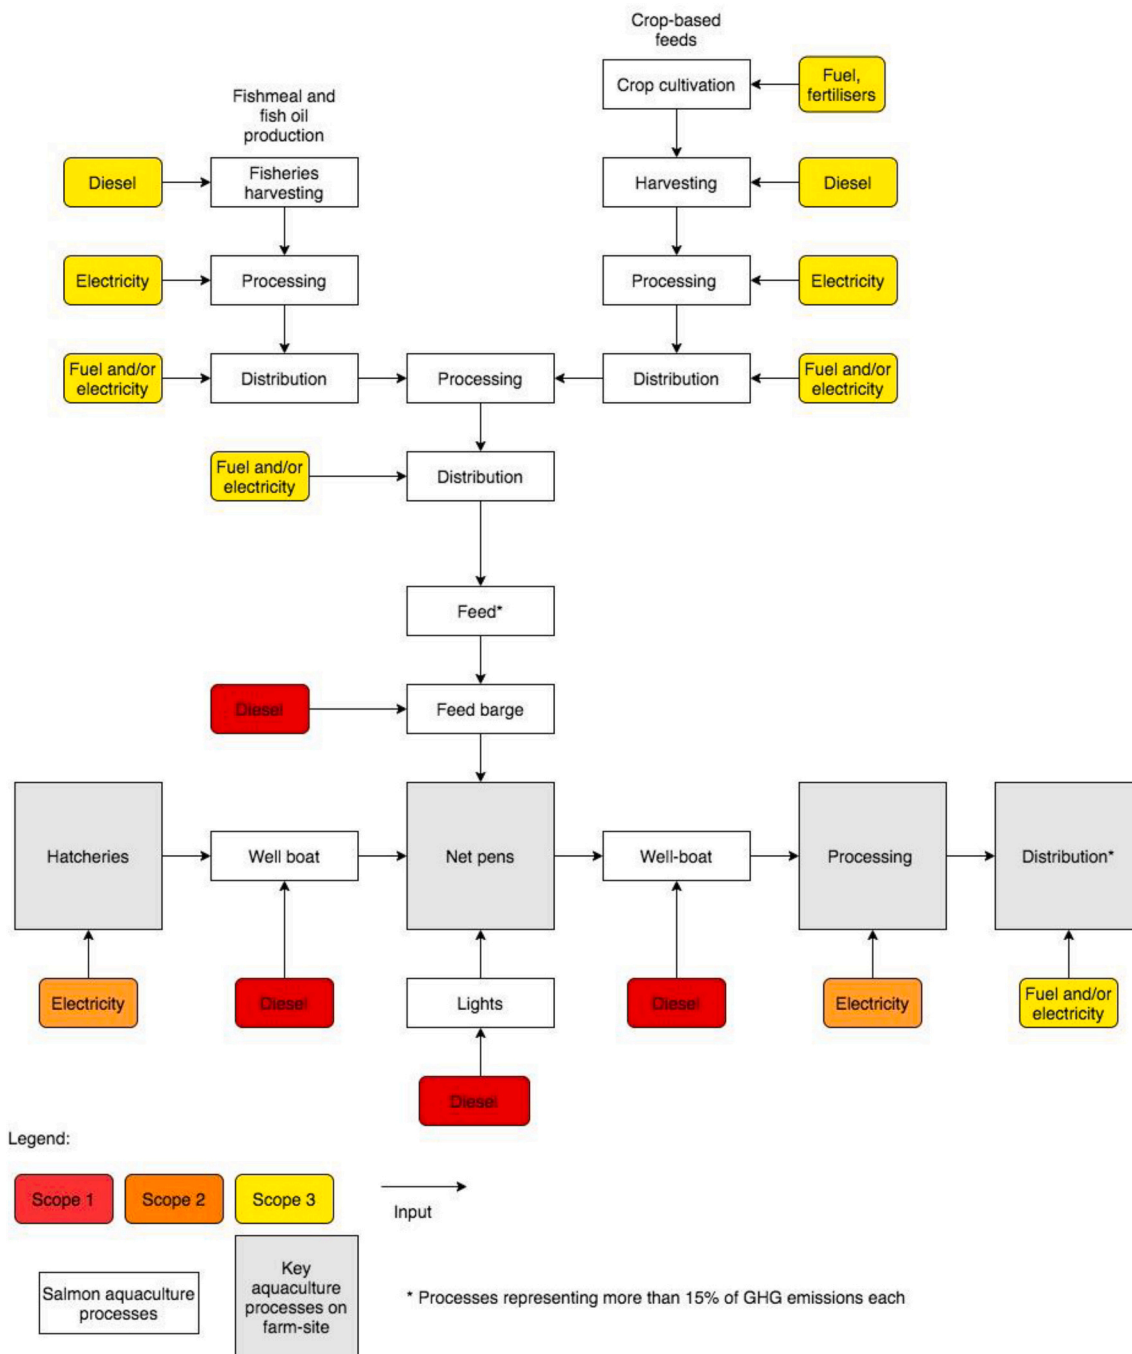 Crop-based
feeds
Crop cultivation
Fuel,
fertilisers
Fishmeal and
fish oil
production
Diesel
Fisheries
harvesting
Harvesting
Diesel
Electricity
Processing
Processing
Electricity
Fuel and/or
electricity
Distribution
Processing
Distribution
Fuel and/or
electricity
Fuel and/or
electricity
Distribution
Feed*
Diesel
Feed barge
Hatcheries
Well boat
Net pens
Well-boat
Processing
Distribution*
Electricity
Diesel
Lights
Diesel
Electricity
Fuel and/or
electricity
Diesel
Legend:
Scope 1
Scope 2
Scope 3
Input
Salmon aquaculture
processes
Key
aquaculture
processes on
farm-site
* Processes representing more than 15% of GHG emissions each